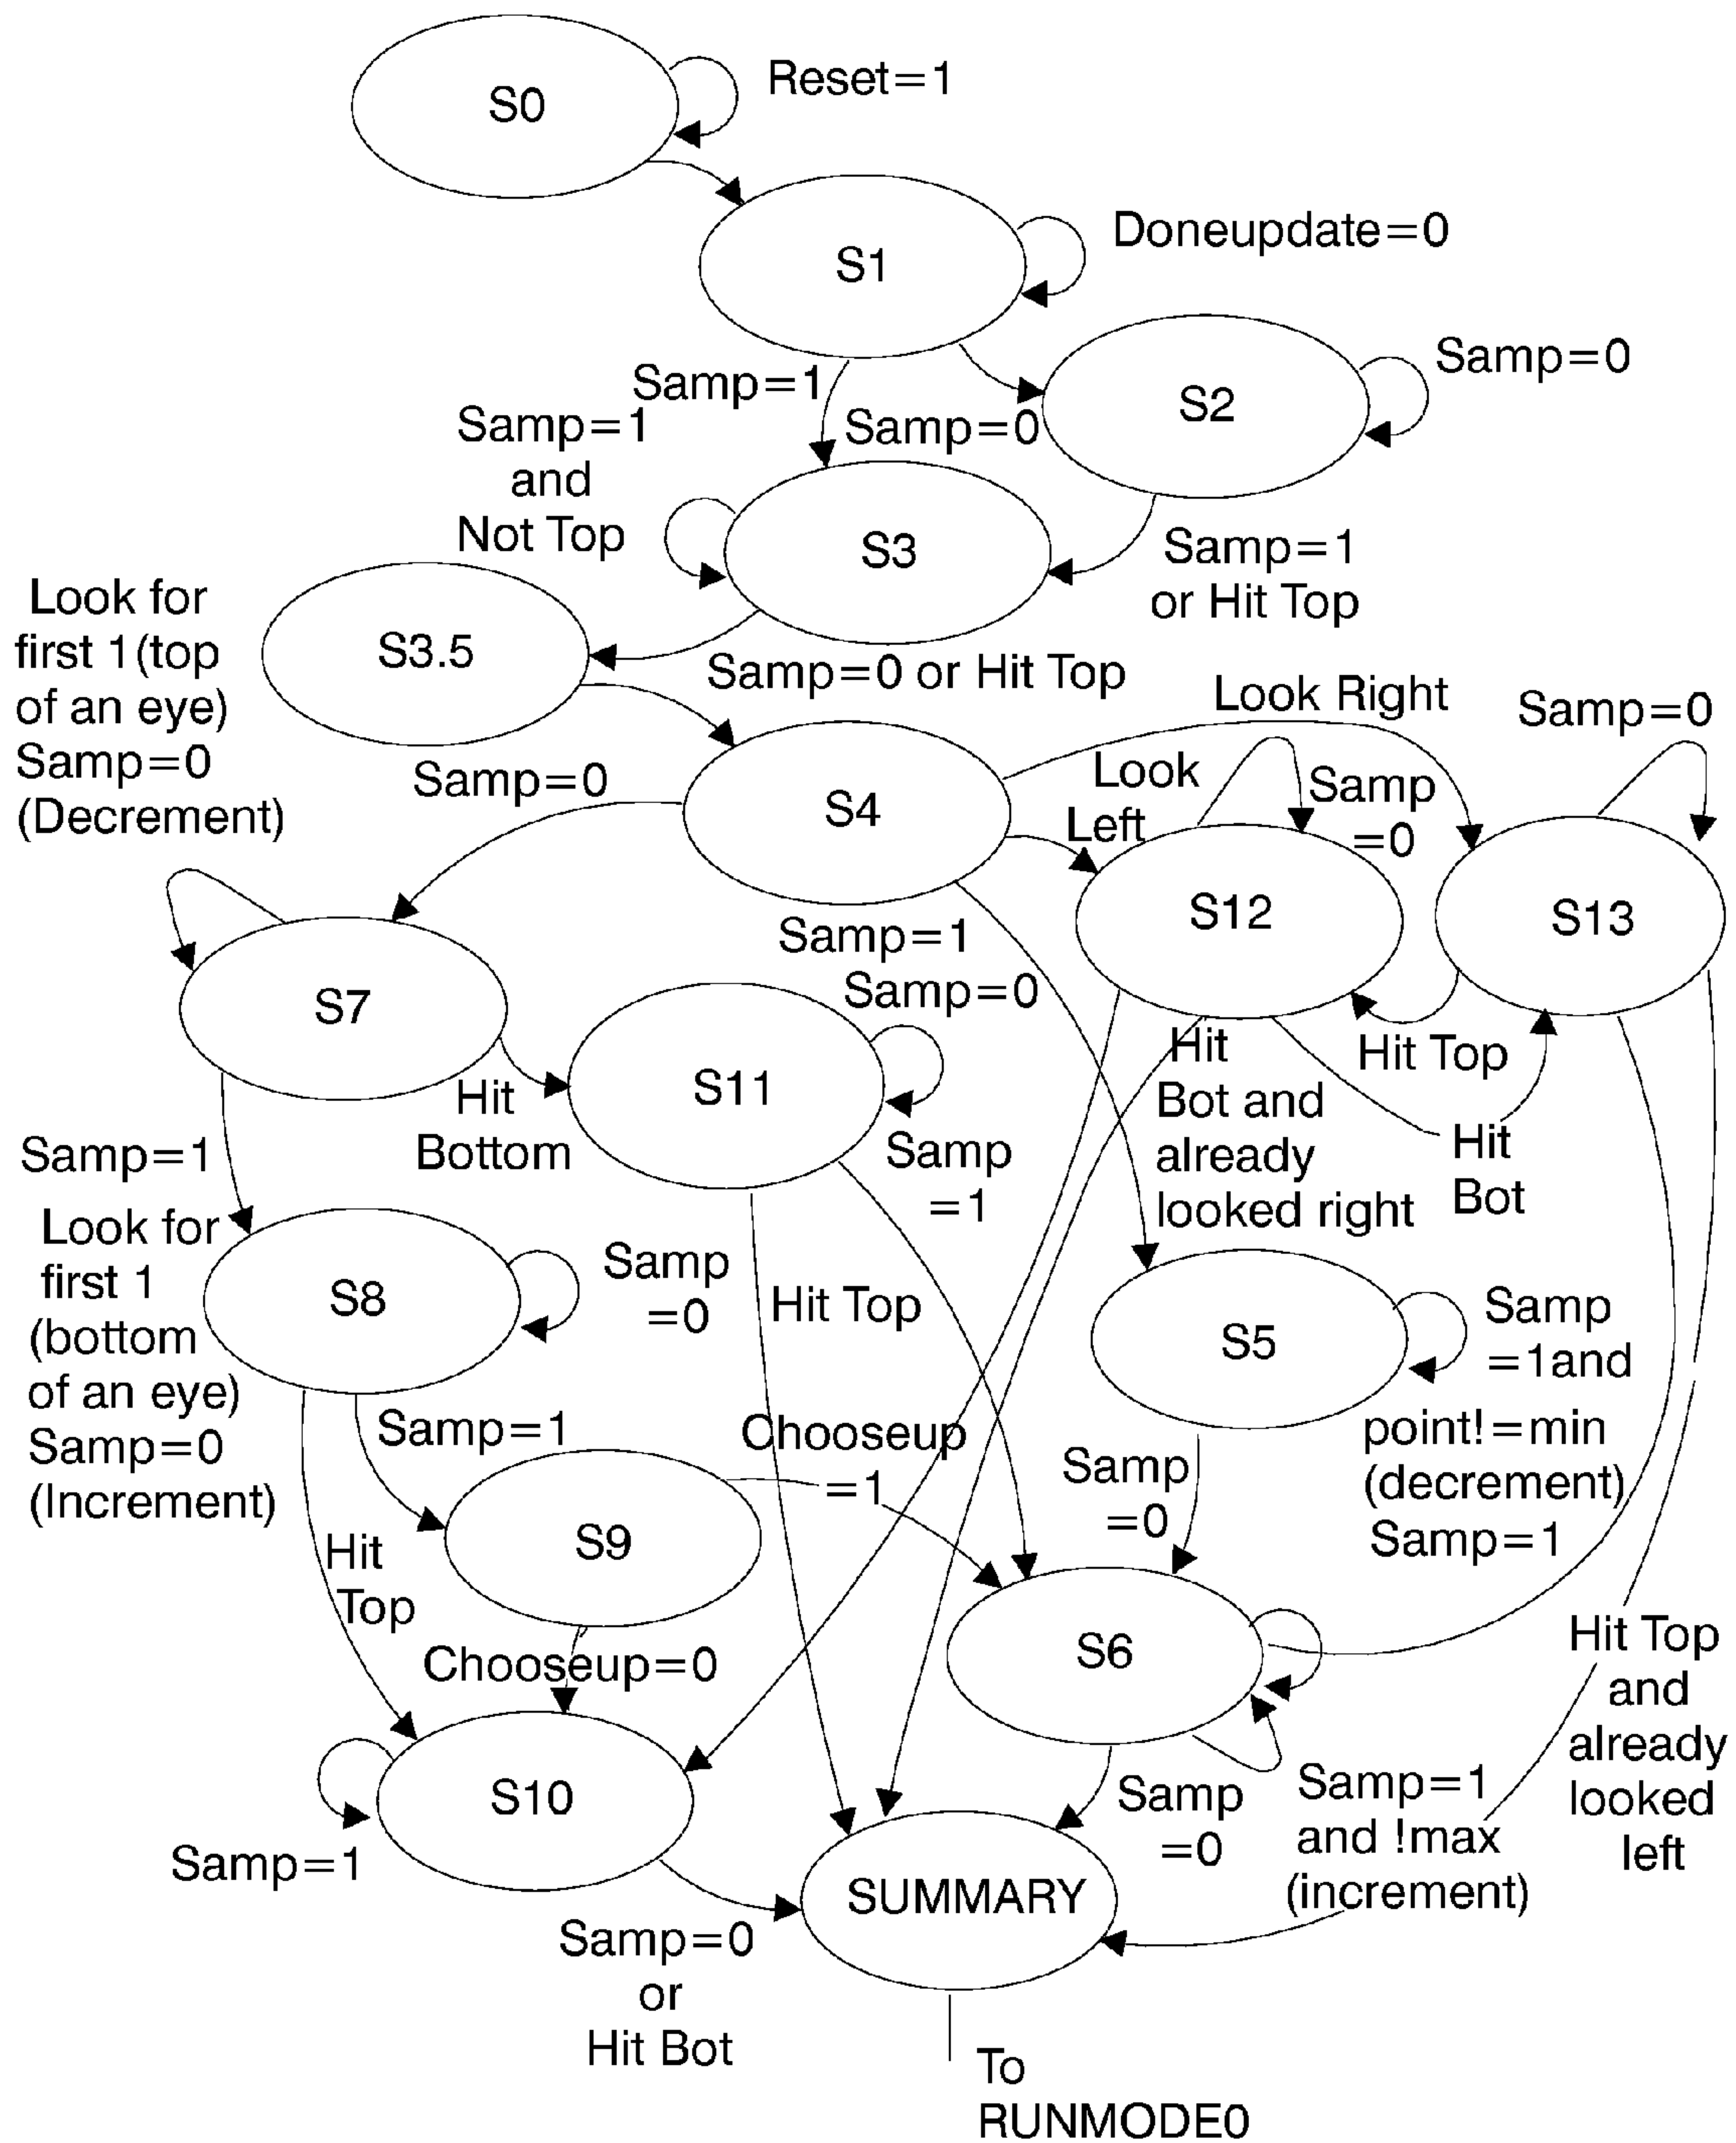 S0
Reset=1
S1
Doneupdate=0
Samp=1
Samp=0
S2
Samp=0
Samp=1
and
Not Top
S3
Samp=1
or Hit Top
S3.5
Samp=0 or Hit Top
Look for
first 1(top
of an eye)
Samp=0
(Decrement)
Samp=0
S4
Look Right
Look
Left
Samp
=0
Samp=0
S12
S13
Samp=1
S7
Hit
Bottom
S11
Samp=0
Samp
=1
Hit
Bot and
already
looked right
Hit Top
Hit
Bot
Samp=1
Look for
first 1
(bottom
of an eye)
Samp=0
(Increment)
S8
Samp
=0
Hit Top
S5
Samp
=1and
point!=min
(decrement)
Samp=1
Samp=1
Chooseup
=1
Samp
=0
S9
Hit
Top
Chooseup=0
S6
Hit Top
and
already
looked
left
S10
Samp=1
Samp
=0
Samp=1
and !max
(increment)
SUMMARY
Samp=0
or
Hit Bot
To
RUNMODE0